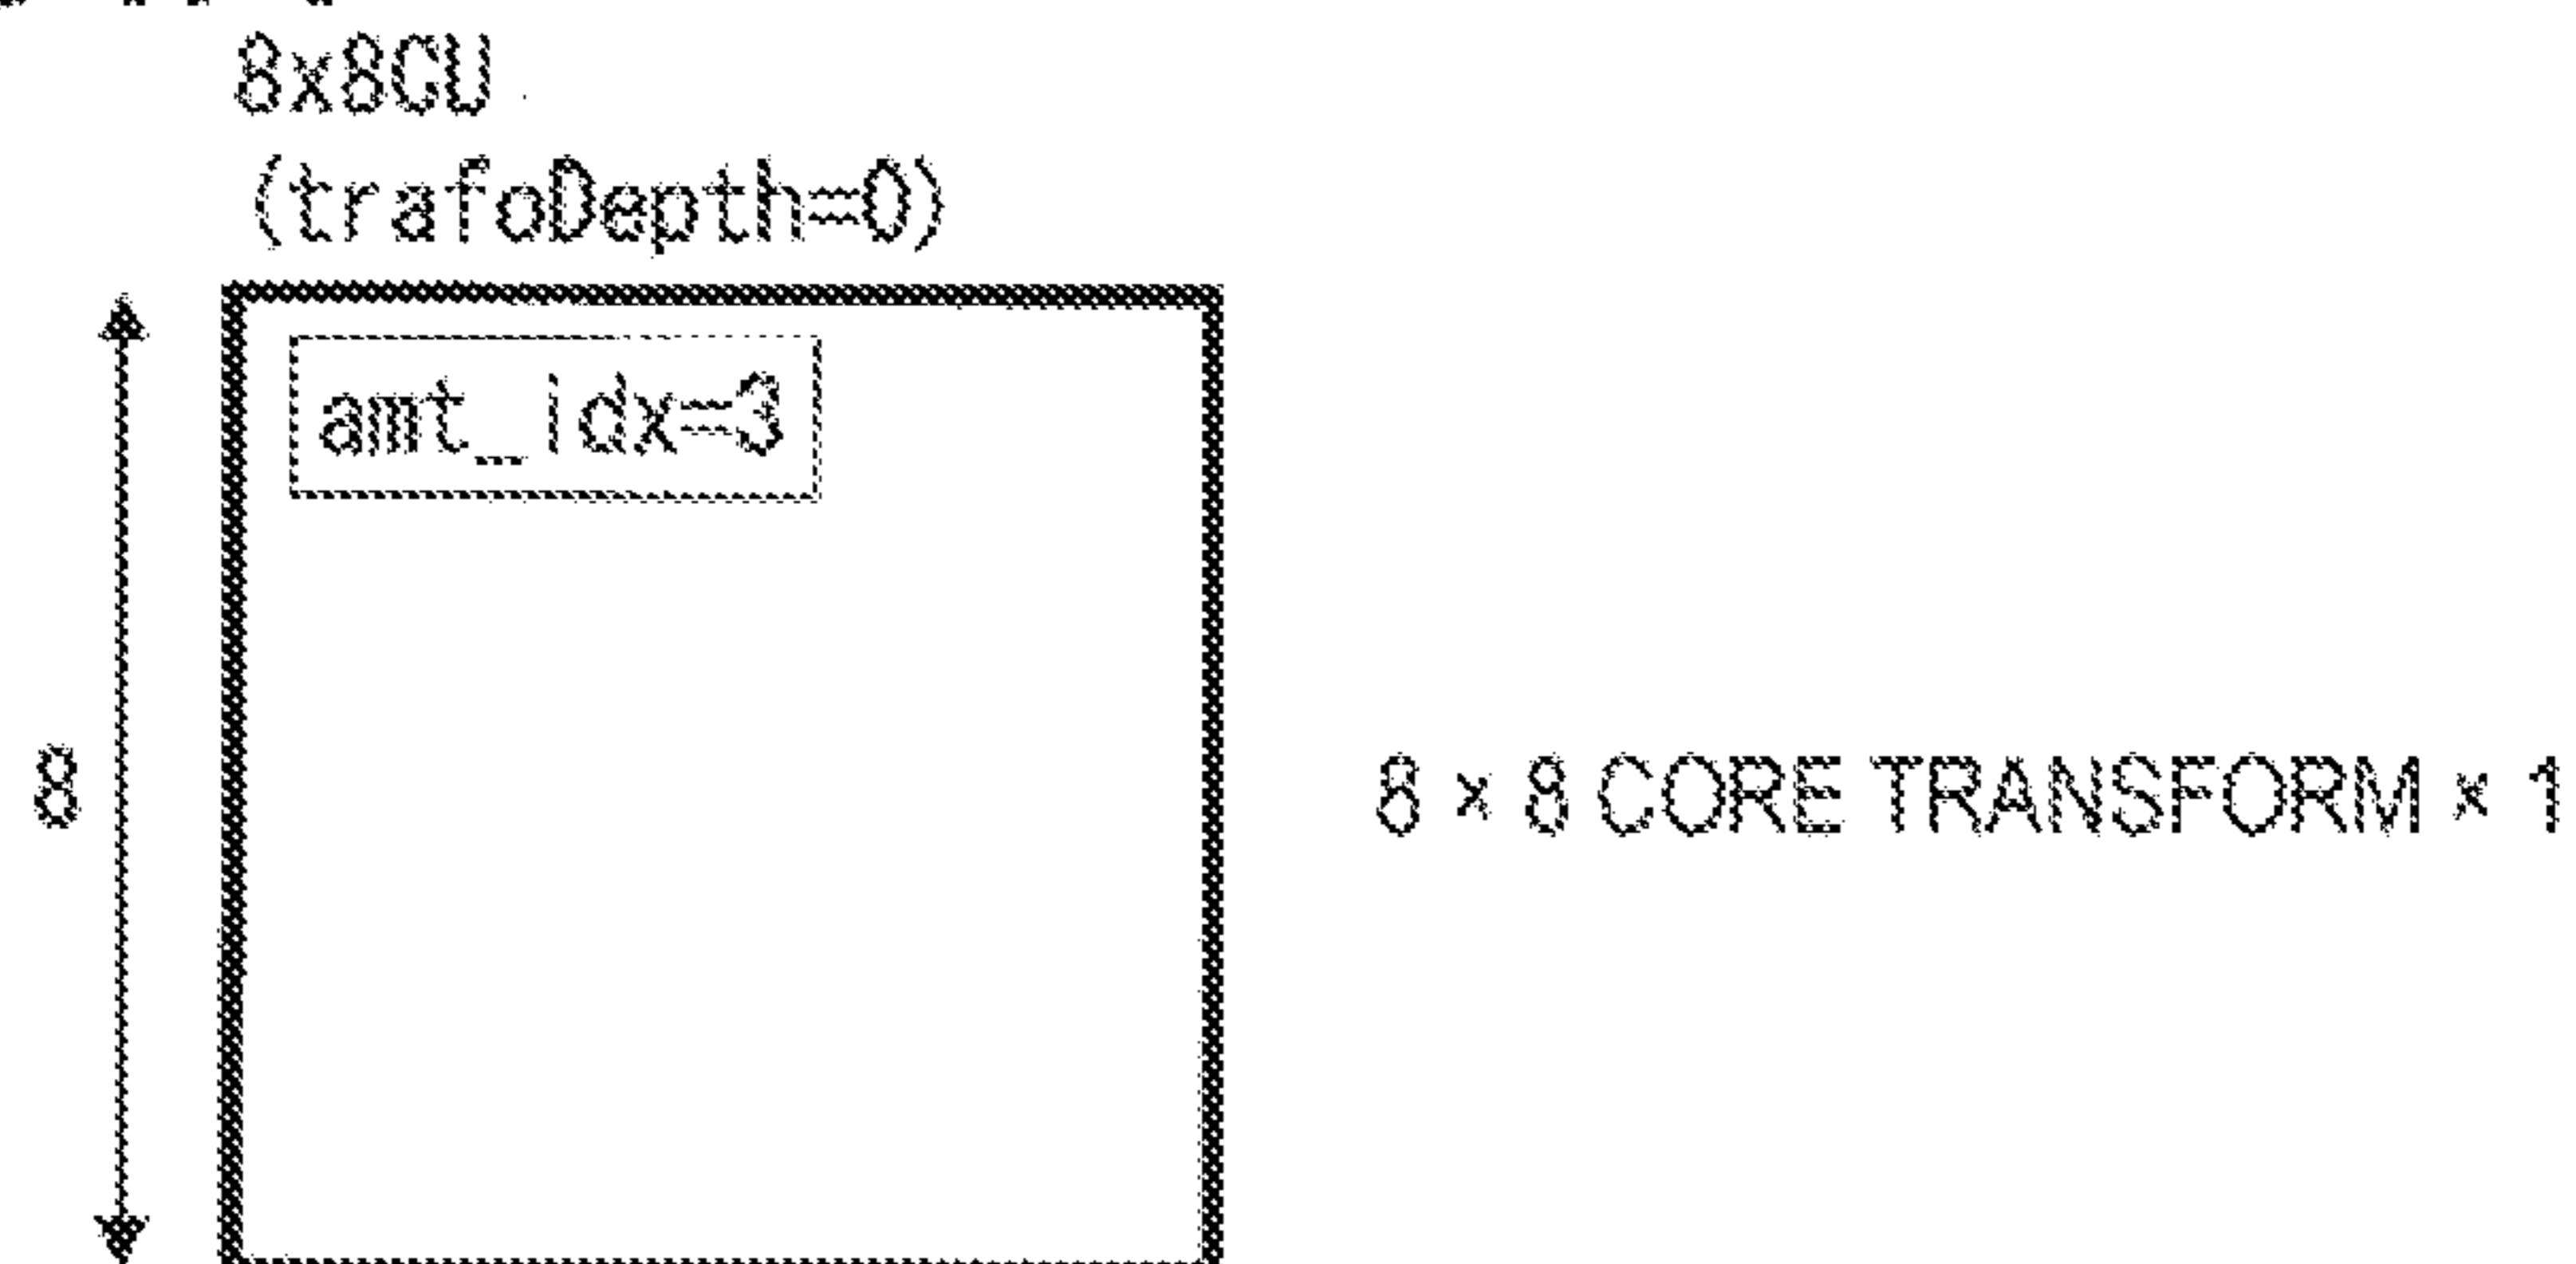 8x8CU
(trafoDepth=0)
amt_idx=3
8
8 × 8 CORE TRANSFORM × 1